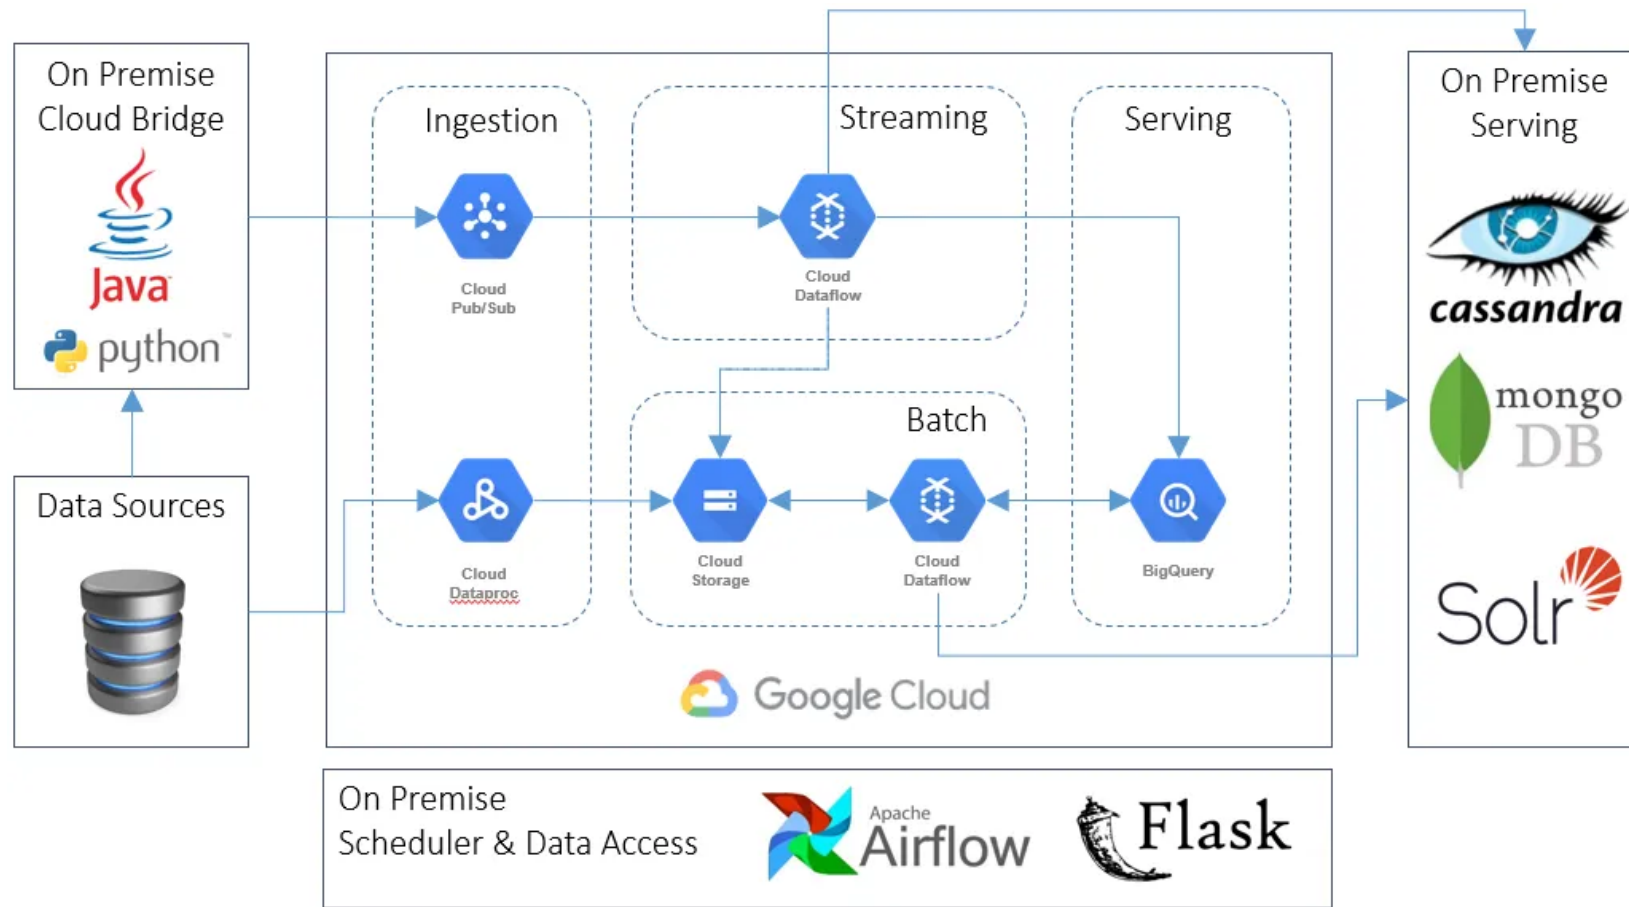 On Premise
Cloud Bridge
Java™
python™
Data Sources
Ingestion
Cloud
Pub/Sub
Cloud
Dataproc
Streaming
Cloud
Dataflow
Batch
Cloud
Storage
Cloud
Dataflow
Serving
BigQuery
Google Cloud
On Premise
Serving
cassandra
mongo
DB
Solr
On Premise
Scheduler & Data Access
Apache
Airflow
Flask